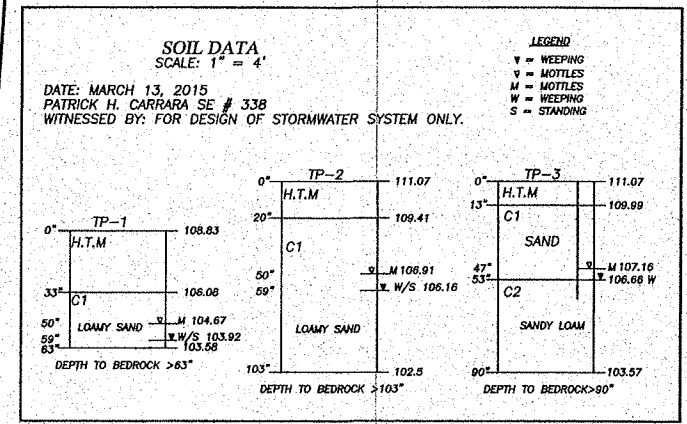 SOIL DATA
SCALE: 1" = 4'
DATE: MARCH 13, 2015
PATRICK H. CARRARA SE # 338
WITNESSED BY: FOR DESIGN OF STORMWATER SYSTEM ONLY.
LEGEND
▼ = WEEPING
▽ = MOTTLES
M = MOTTLES
W = WEEPING
S = STANDING
TP-1
0" 108.83
H.T.M
33" 106.08
C1
50" M 104.67
LOAMY SAND
59" W/S 103.92
63" 103.58
DEPTH TO BEDROCK >63"
TP-2
0" 111.07
H.T.M
20" 109.41
C1
50" M 106.91
59" W/S 106.16
LOAMY SAND
103" 102.5
DEPTH TO BEDROCK >103"
TP-3
0" 111.07
H.T.M
13" 109.99
C1
SAND
47" M 107.16
53" 106.66 W
C2
SANDY LOAM
90" 103.57
DEPTH TO BEDROCK>90"